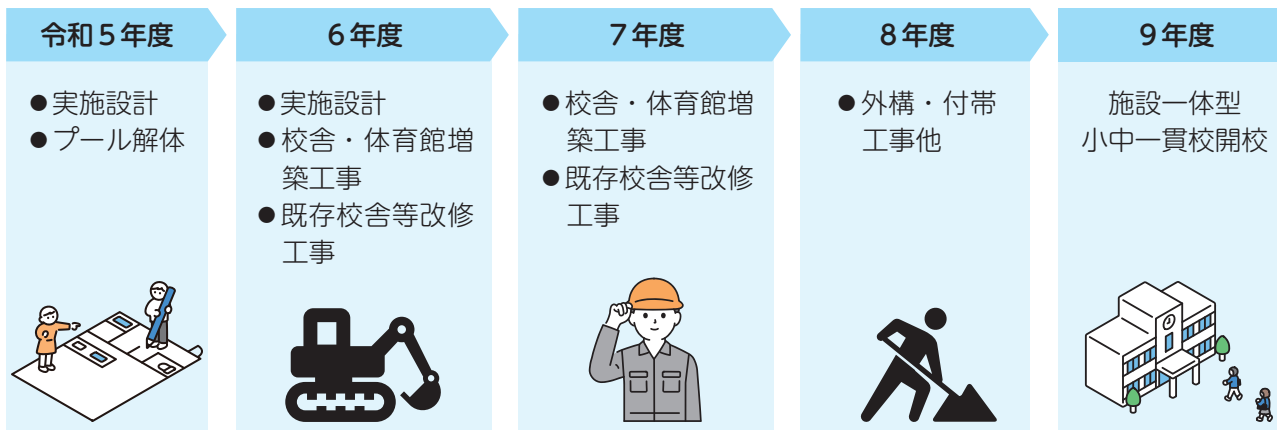 令和5年度
●実施設計
●プール解体
6年度
●実施設計
●校舎・体育館増
築工事
●既存校舎等改修
工事
7年度
●校舎・体育館増
築工事
●既存校舎等改修
工事
8年度
●外構・付帯
工事他
9年度
施設一体型
小中一貫校開校